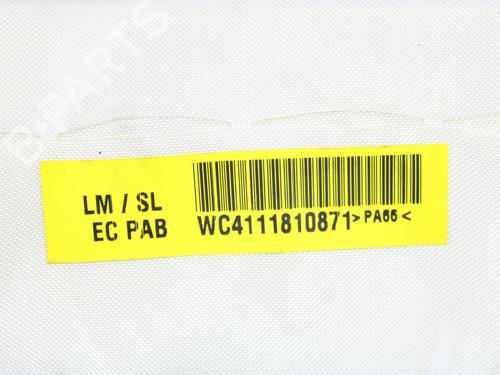 B-PARTS
LM / SL
EC PAB
WC4111810871 >PA66<